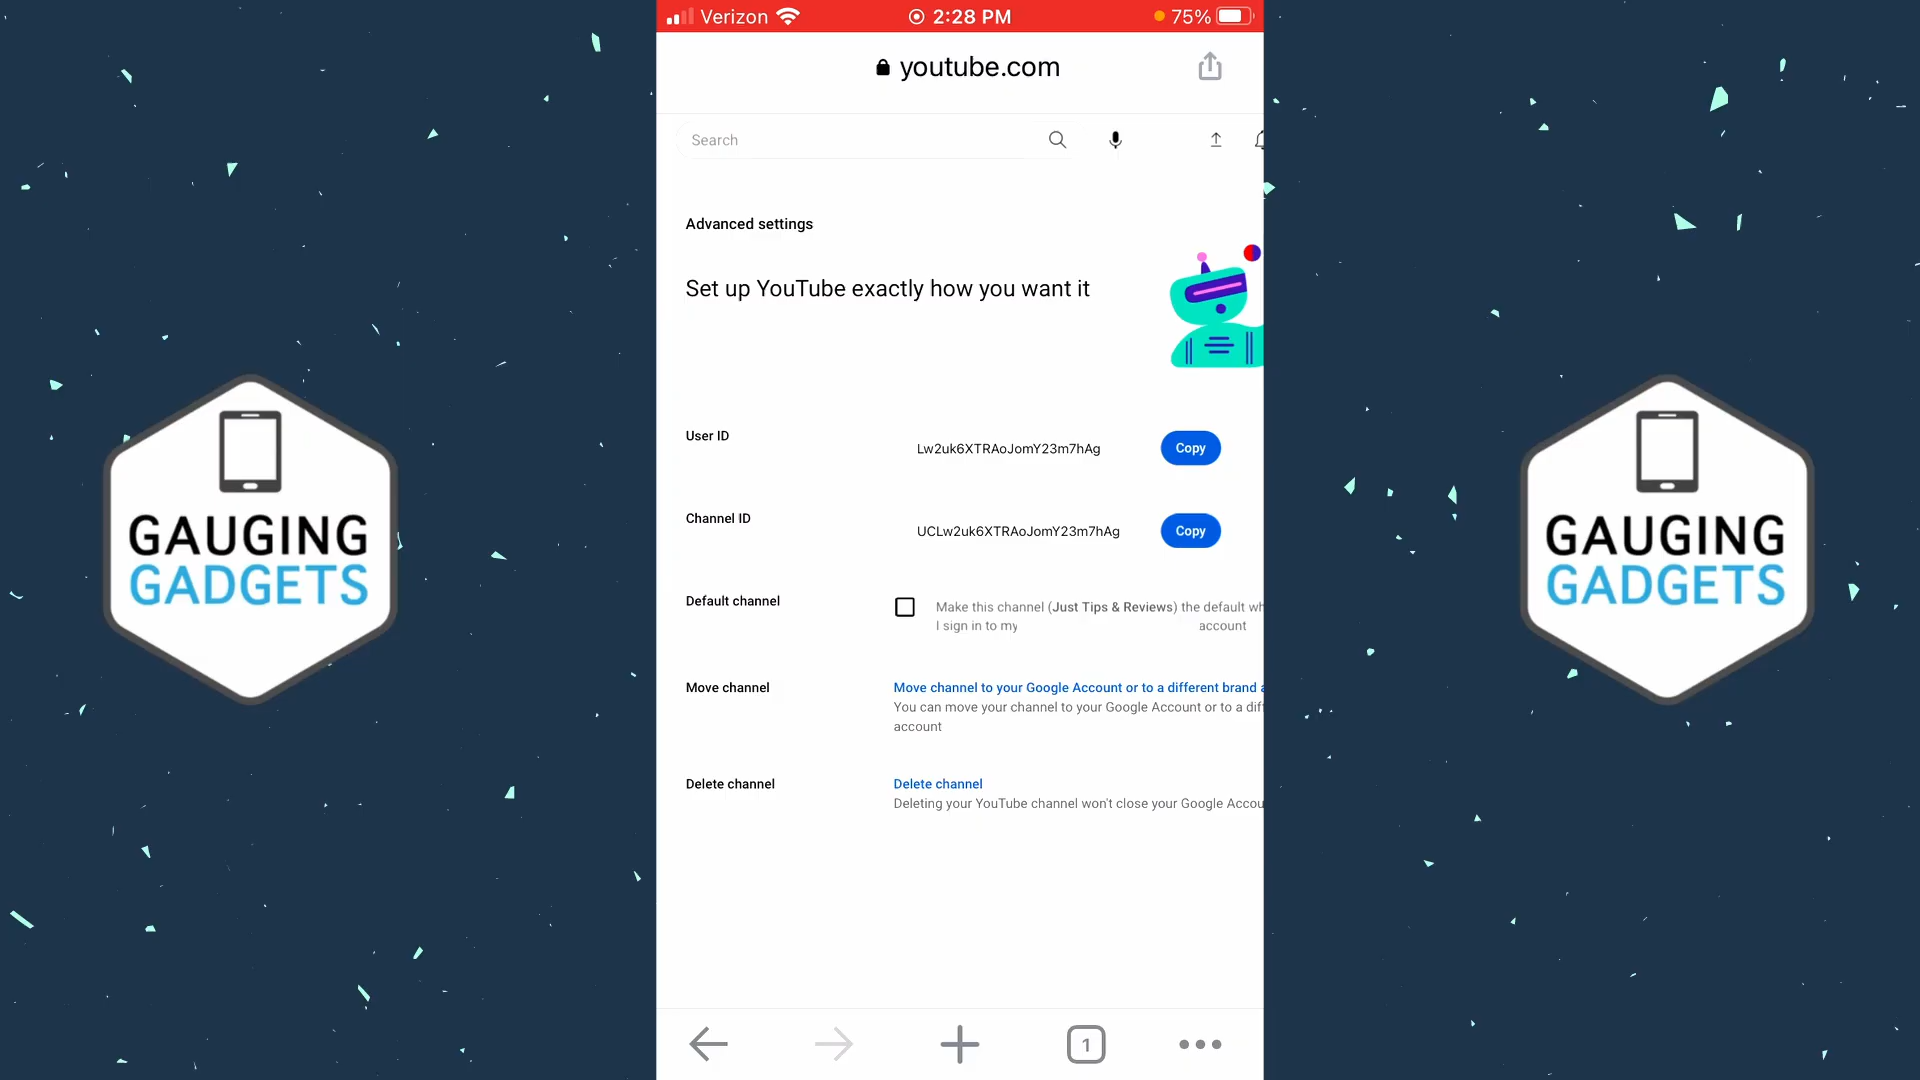 Verizon 2:28 PM 75%
youtube.com
Search
Advanced settings
Set up YouTube exactly how you want it
User ID
Lw2uk6XTRAoJomY23m7hAg
Copy
Channel ID
UCLw2uk6XTRAoJomY23m7hAg
Copy
Default channel
Make this channel (Just Tips & Reviews) the default
I sign in to my account
Move channel
Move channel to your Google Account or to a different brand
You can move your channel to your Google Account or to a
account
Delete channel
Delete channel
Deleting your YouTube channel won't close your Google
1
GAUGING
GADGETS
GAUGING
GADGETS